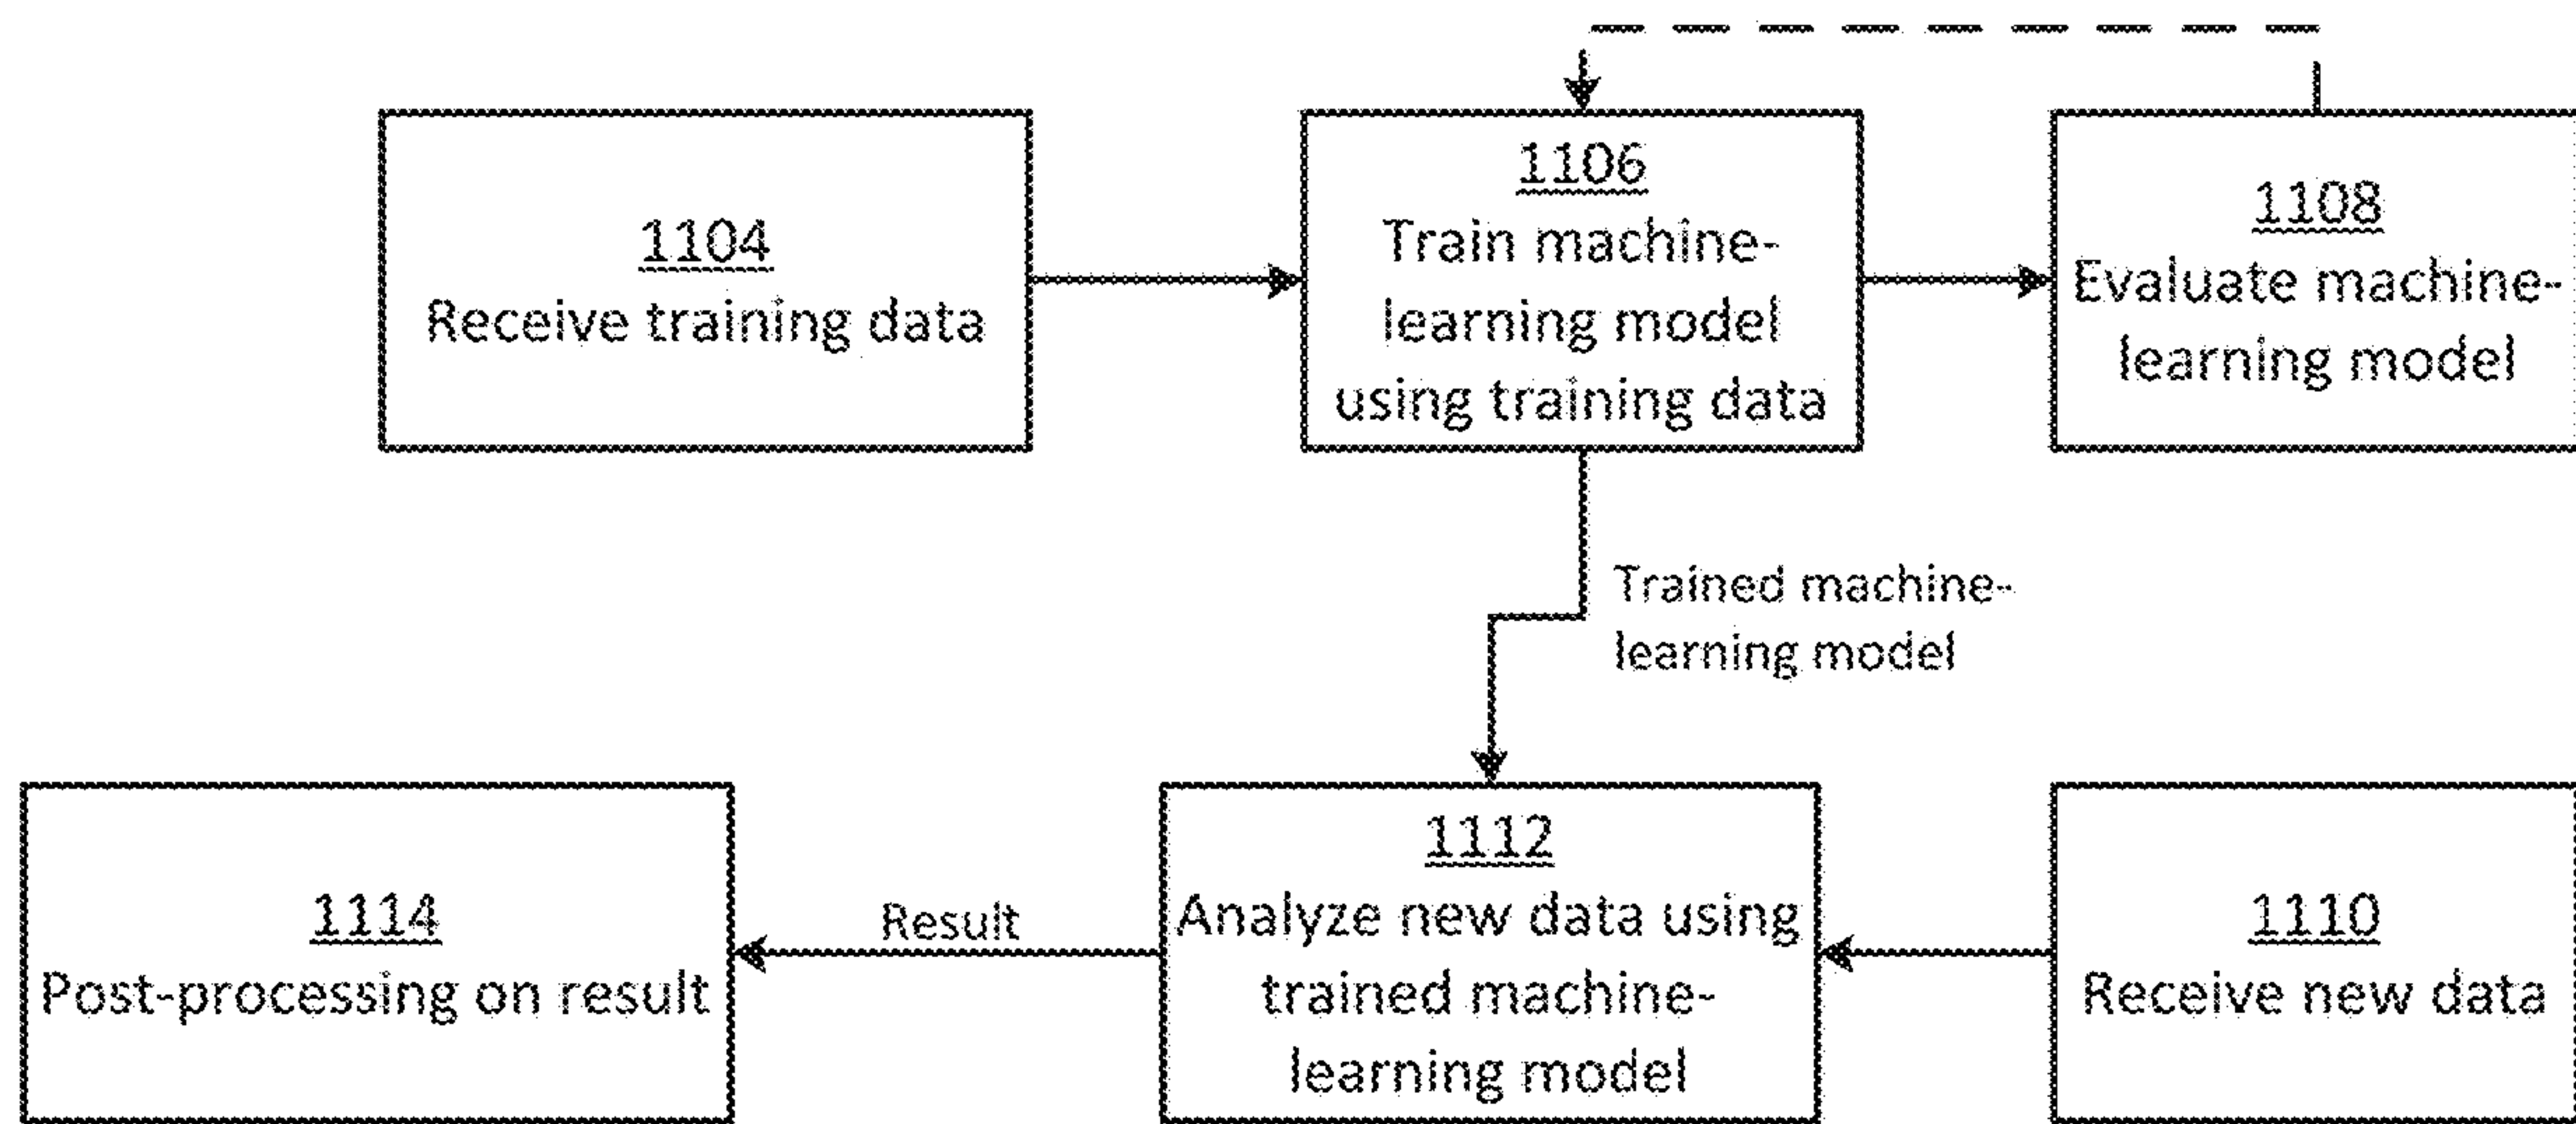 1104
Receive training data
1106
Train machine-
learning model
using training data
1108
Evaluate machine-
learning model
Trained machine-
learning model
1114
Post-processing on result
Result
1112
Analyze new data using
trained machine-
learning model
1110
Receive new data